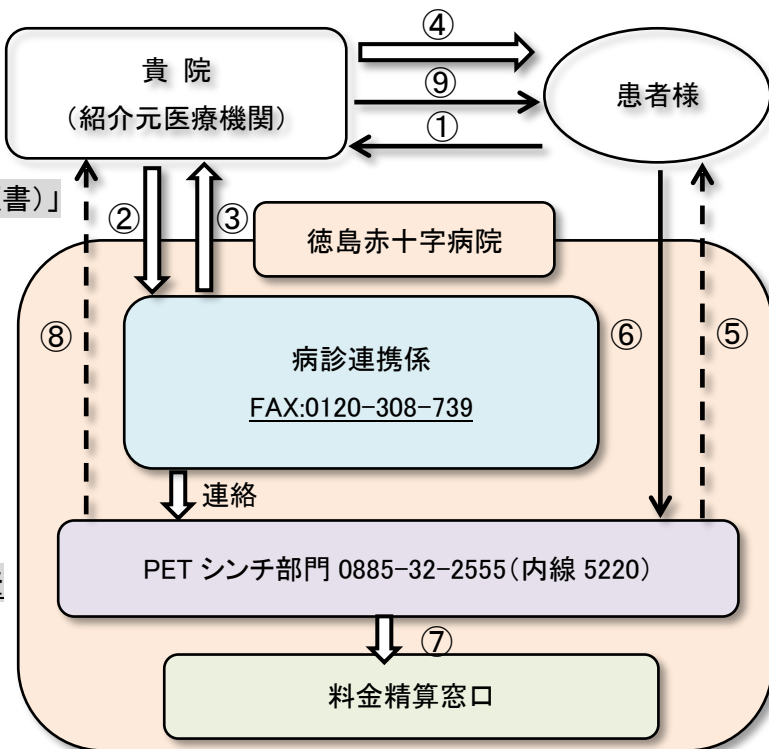 ④
貴 院
(紹介元医療機関)
⑨
患者様
①
書)」
②
③
徳島赤十字病院
⑧
病診連携係
FAX:0120-308-739
⑥
⑤
連絡
PET シンチ部門 0885-32-2555(内線 5220)
⑦
料金精算窓口